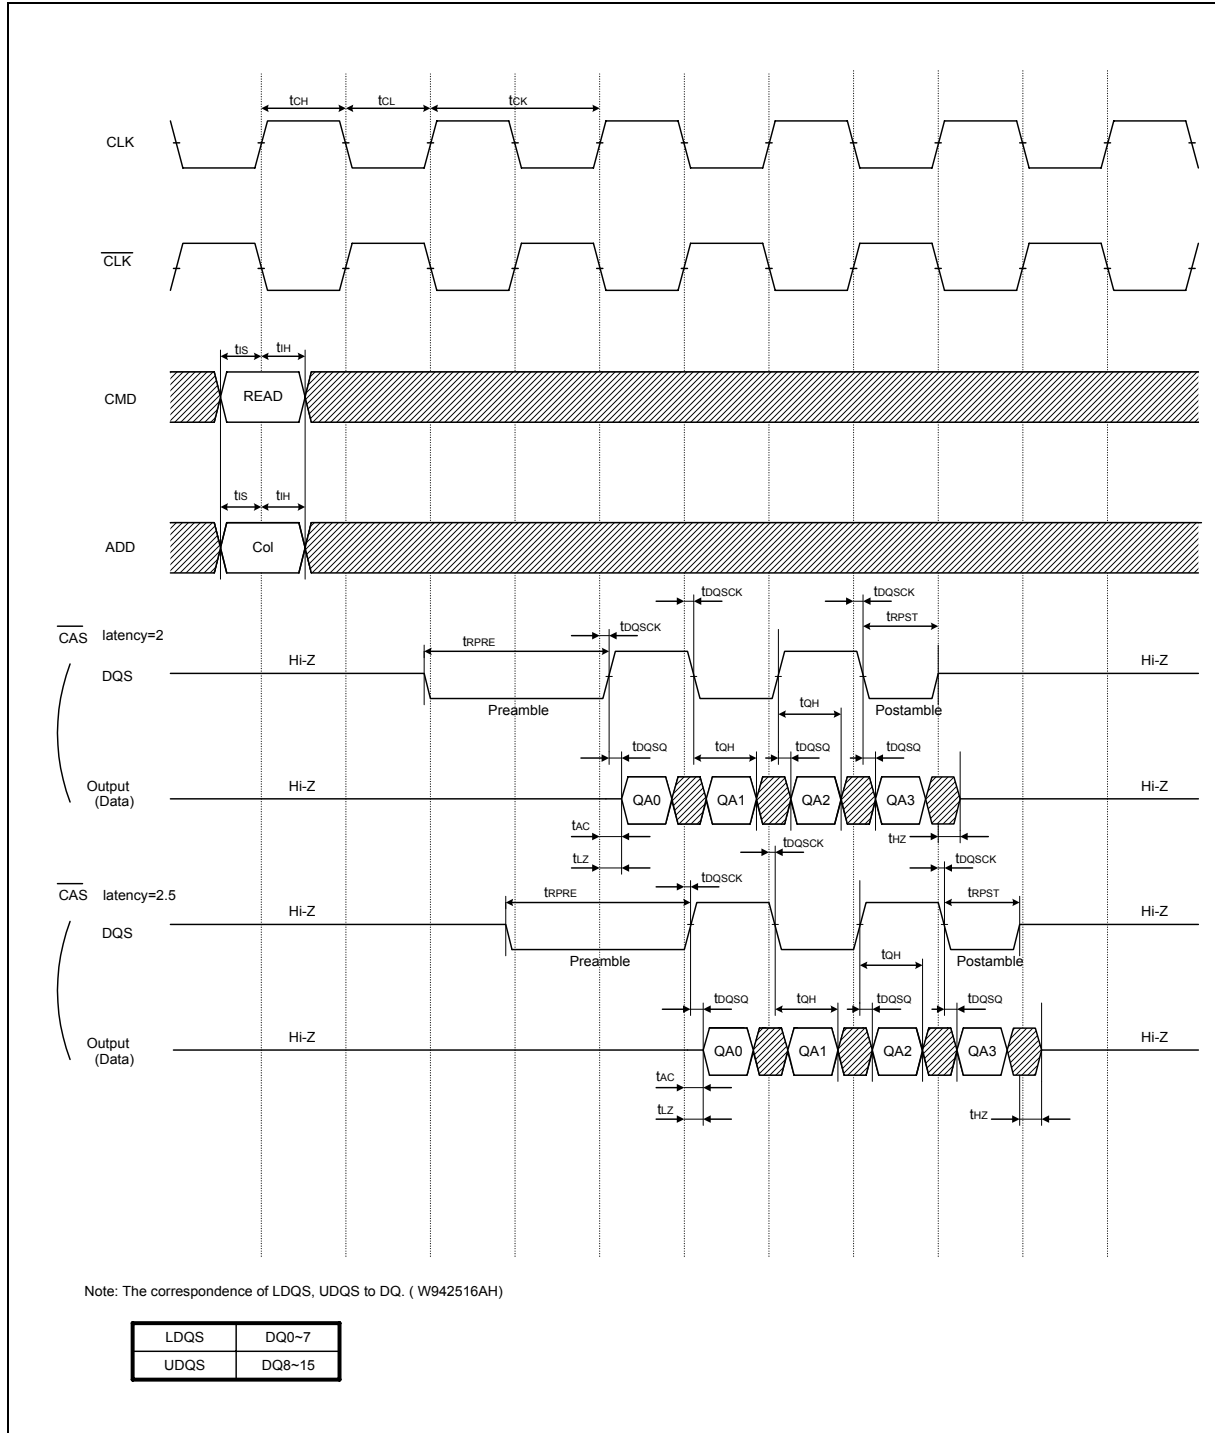 tCH tCL tCK
CLK
CLK
tIS tIH
CMD READ
tIS tIH
ADD Col
tDQSCK tDQSCK
CAS latency=2 tRPRE tDQSCK tRPST
Hi-Z Hi-Z
DQS
Preamble tQH Postamble
tDQSQ tQH tDQSQ tDQSQ
Output (Data) Hi-Z QA0 QA1 QA2 QA3 Hi-Z
tAC tHZ
tDQSCK
tLZ tDQSCK tDQSCK
CAS latency=2.5 tRPRE tRPST
Hi-Z Hi-Z
DQS
Preamble tQH Postamble
tDQSQ tQH tDQSQ tDQSQ
Output (Data) Hi-Z QA0 QA1 QA2 QA3 Hi-Z
tAC
tLZ tHZ
Note: The correspondence of LDQS, UDQS to DQ. ( W942516AH)
LDQS DQ0~7
UDQS DQ8~15